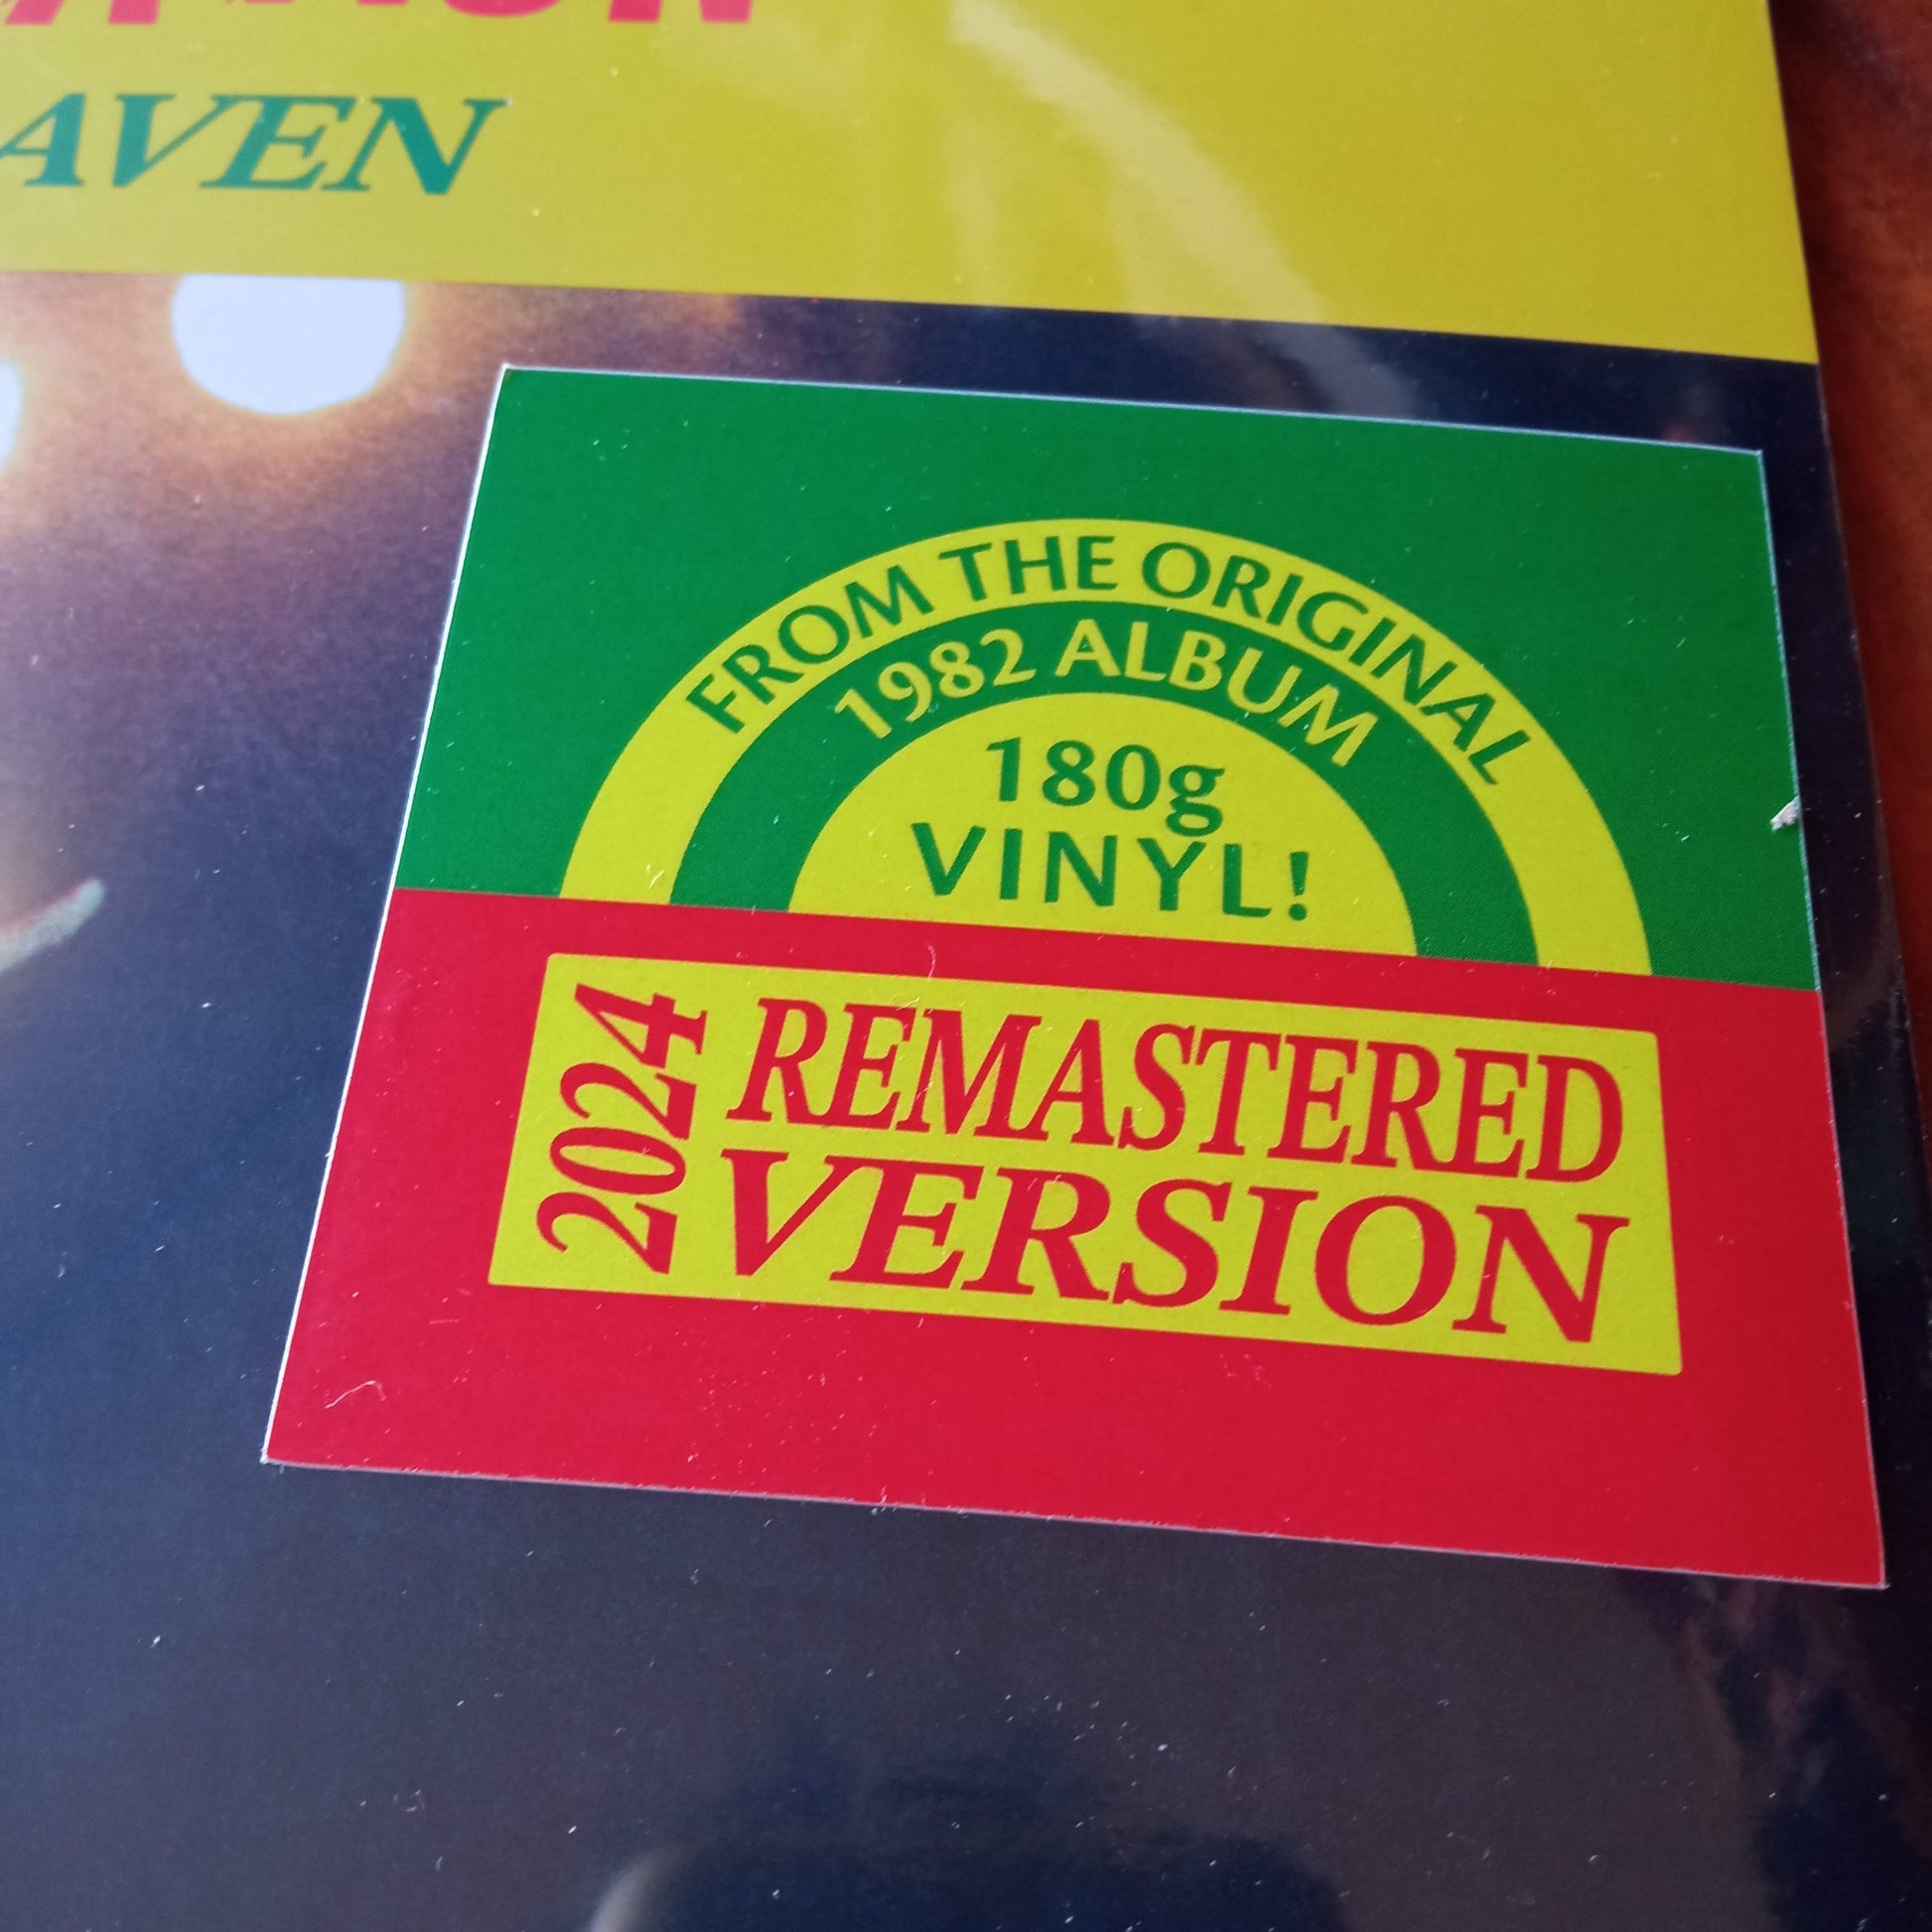 AVEN
FROM THE ORIGINAL
1982 ALBUM
180g
VINYL!
2024
REMASTERED
VERSION